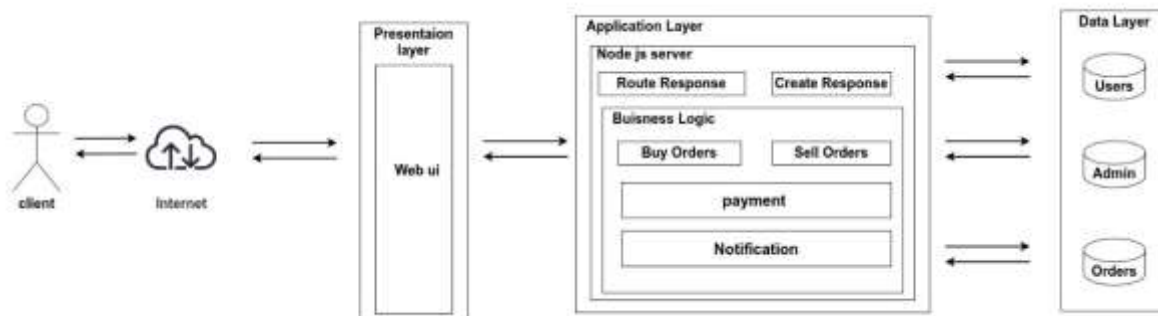 client
Internet
Presentaion
layer
Web ui
Application Layer
Node js server
Route Response
Create Response
Buisness Logic
Buy Orders
Sell Orders
payment
Notification
Data Layer
Users
Admin
Orders